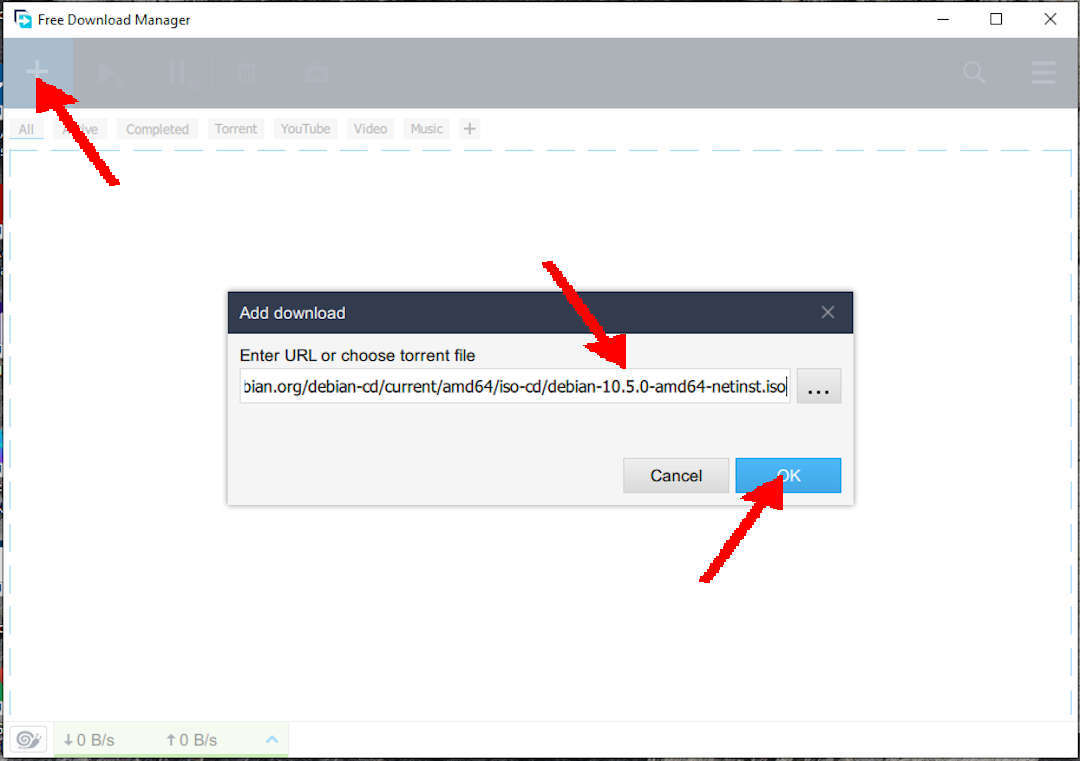 Free Download Manager
All Active Completed Torrent YouTube Video Music +
Add download
Enter URL or choose torrent file
bian.org/debian-cd/current/amd64/iso-cd/debian-10.5.0-amd64-netinst.iso ...
Cancel OK
↓0 B/s ↑0 B/s